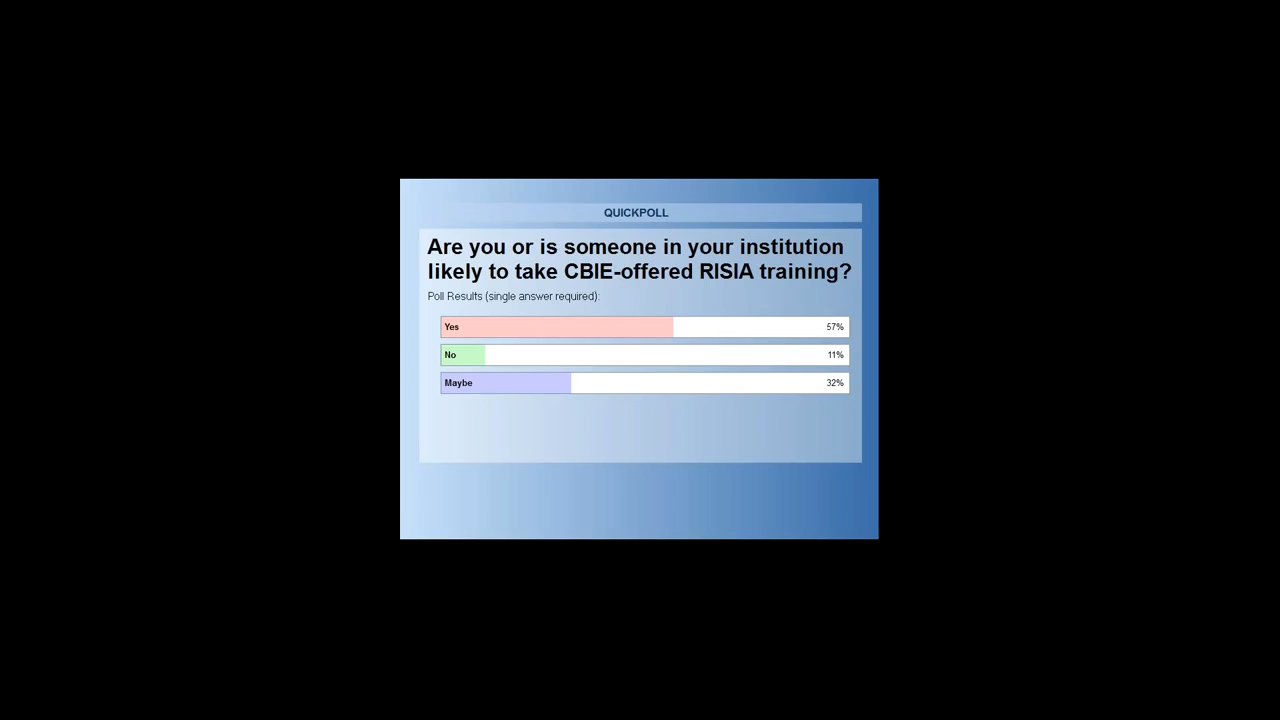 QUICKPOLL
Are you or is someone in your institution
likely to take CBIE-offered RISIA training?
Poll Results (single answer required):
Yes 57%
No 11%
Maybe 32%